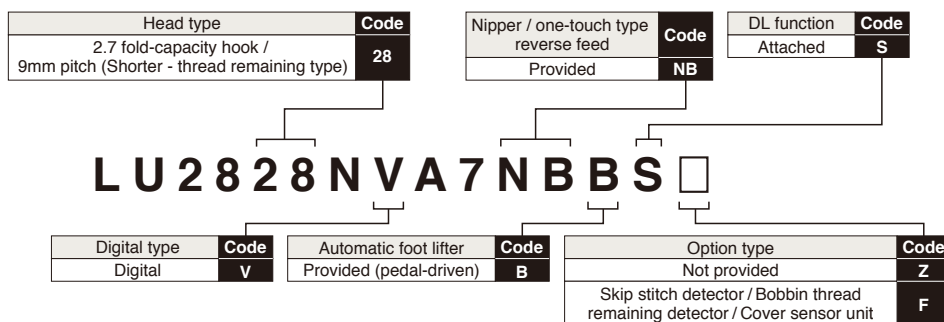 Head type Code
2.7 fold-capacity hook /
9mm pitch (Shorter - thread remaining type)
28
Nipper / one-touch type
reverse feed
Code
Provided NB
DL function Code
Attached S
LU2828NVA7NBBS□
Digital type Code
Digital V
Automatic foot lifter Code
Provided (pedal-driven) B
Option type Code
Not provided Z
Skip stitch detector / Bobbin thread
remaining detector / Cover sensor unit
F